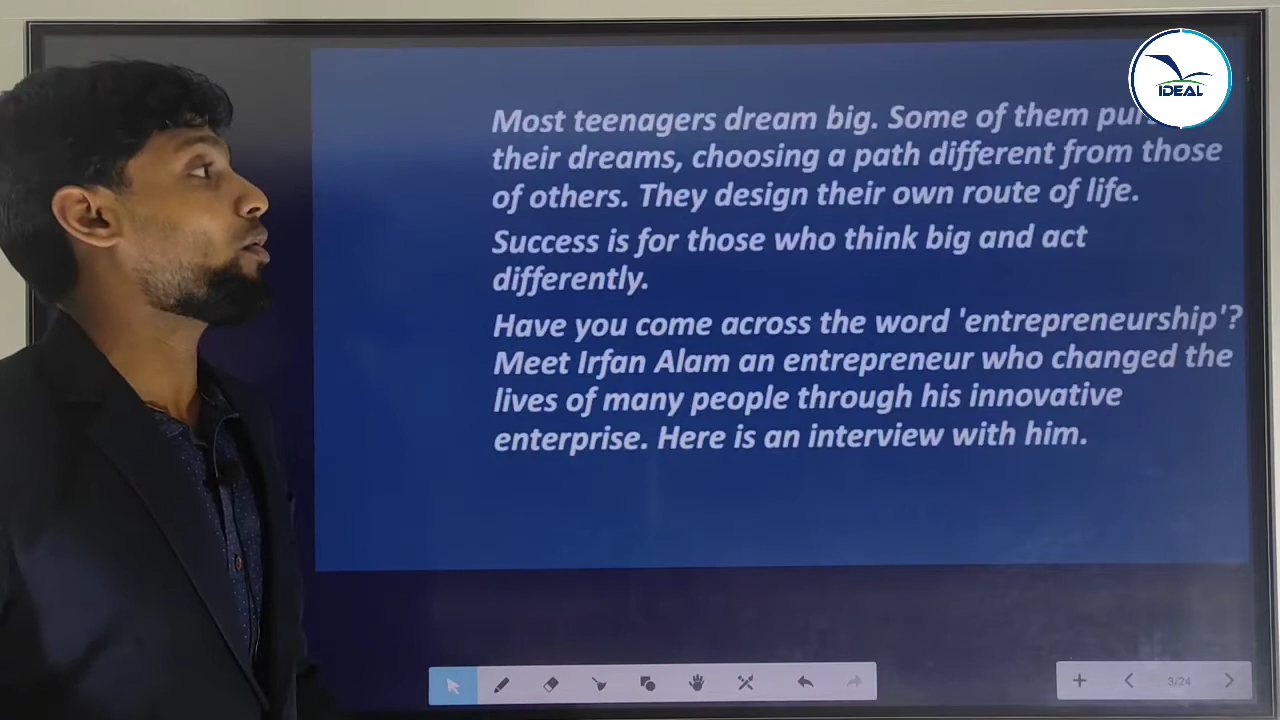 IDEAL
Most teenagers dream big. Some of them
their dreams, choosing a path different from those
of others. They design their own route of life.
Success is for those who think big and act
differently.
Have you come across the word 'entrepreneurship'?
Meet Irfan Alam an entrepreneur who changed the
lives of many people through his innovative
enterprise. Here is an interview with him.
3/24